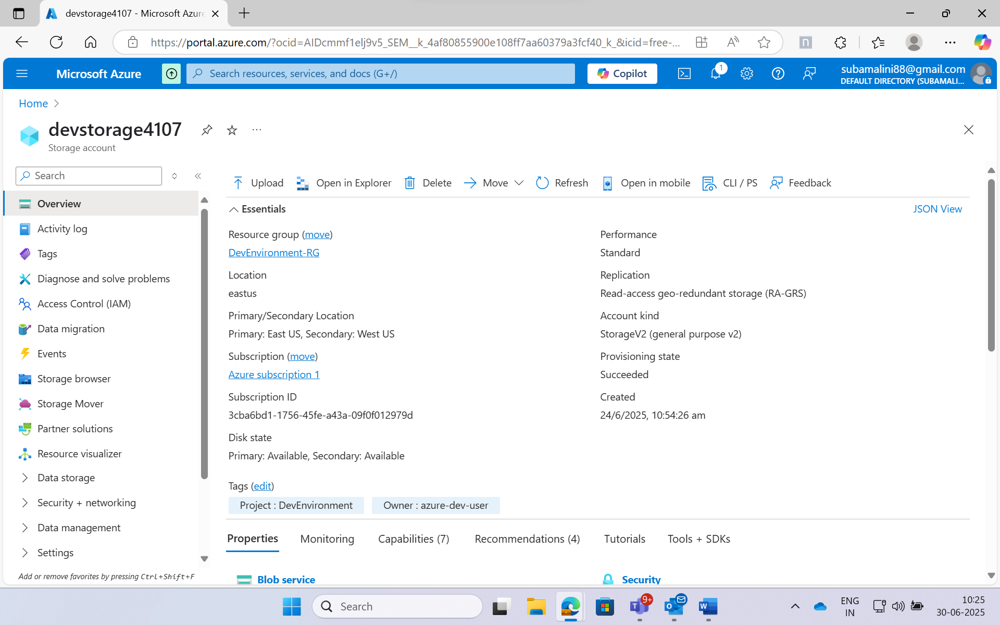 devstorage4107 - Microsoft Azure
https://portal.azure.com/?ocid=AIDcmmf1elj9v5_SEM__k_4af80855900e108ff7aa60379a3fcf40_k_&icid=free-...
Microsoft Azure
Search resources, services, and docs (G+/)
Copilot
1
subamalini88@gmail.com
DEFAULT DIRECTORY (SUBAMALI...
Home
devstorage4107
Storage account
Search
Overview
Activity log
Tags
Diagnose and solve problems
Access Control (IAM)
Data migration
Events
Storage browser
Storage Mover
Partner solutions
Resource visualizer
Data storage
Security + networking
Data management
Settings
Add or remove favorites by pressing Ctrl+Shift+F
Upload
Open in Explorer
Delete
Move
Refresh
Open in mobile
CLI / PS
Feedback
Essentials
JSON View
Resource group (move)
DevEnvironment-RG
Location
eastus
Primary/Secondary Location
Primary: East US, Secondary: West US
Subscription (move)
Azure subscription 1
Subscription ID
3cba6bd1-1756-45fe-a43a-09f0f012979d
Disk state
Primary: Available, Secondary: Available
Performance
Standard
Replication
Read-access geo-redundant storage (RA-GRS)
Account kind
StorageV2 (general purpose v2)
Provisioning state
Succeeded
Created
24/6/2025, 10:54:26 am
Tags (edit)
Project : DevEnvironment
Owner : azure-dev-user
Properties
Monitoring
Capabilities (7)
Recommendations (4)
Tutorials
Tools + SDKs
Blob service
Security
Search
9+
ENG
IN
10:25
30-06-2025